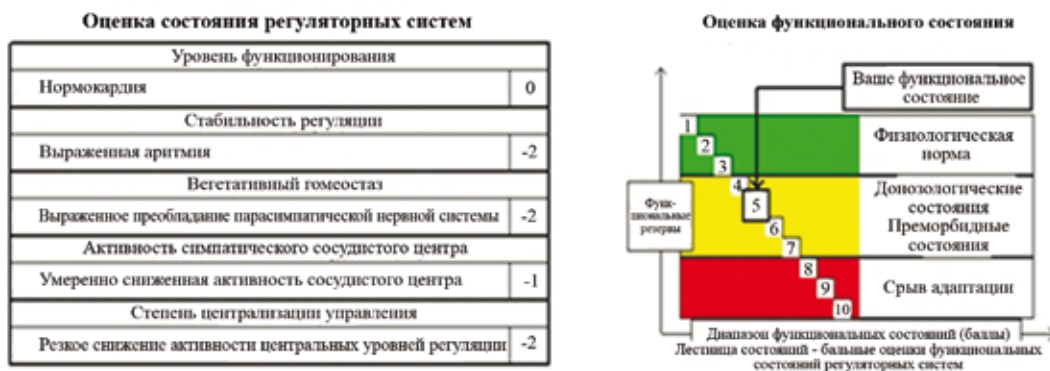 Оценка состояния регуляторных систем
Уровень функционирования
Нормокардия 0
Стабильность регуляции
Выраженная аритмия -2
Вегетативный гомеостаз
Выраженное преобладание парасимпатической нервной системы -2
Активность симпатического сосудистого центра
Умеренно сниженная активность сосудистого центра -1
Степень централизации управления
Резкое снижение активности центральных уровней регуляции -2
Оценка функционального состояния
Ваше функциональное
состояние
1
2
3
4
5
6
7
8
9
10
Физиологическая
норма
Донозологические
состояния
Преморбидные
состояния
Срыв адаптации
Функ-
циональные
резервы
Диапазон функциональных состояний (баллы)
Лестница состояний - бальные оценки функциональных
состояний регуляторных систем